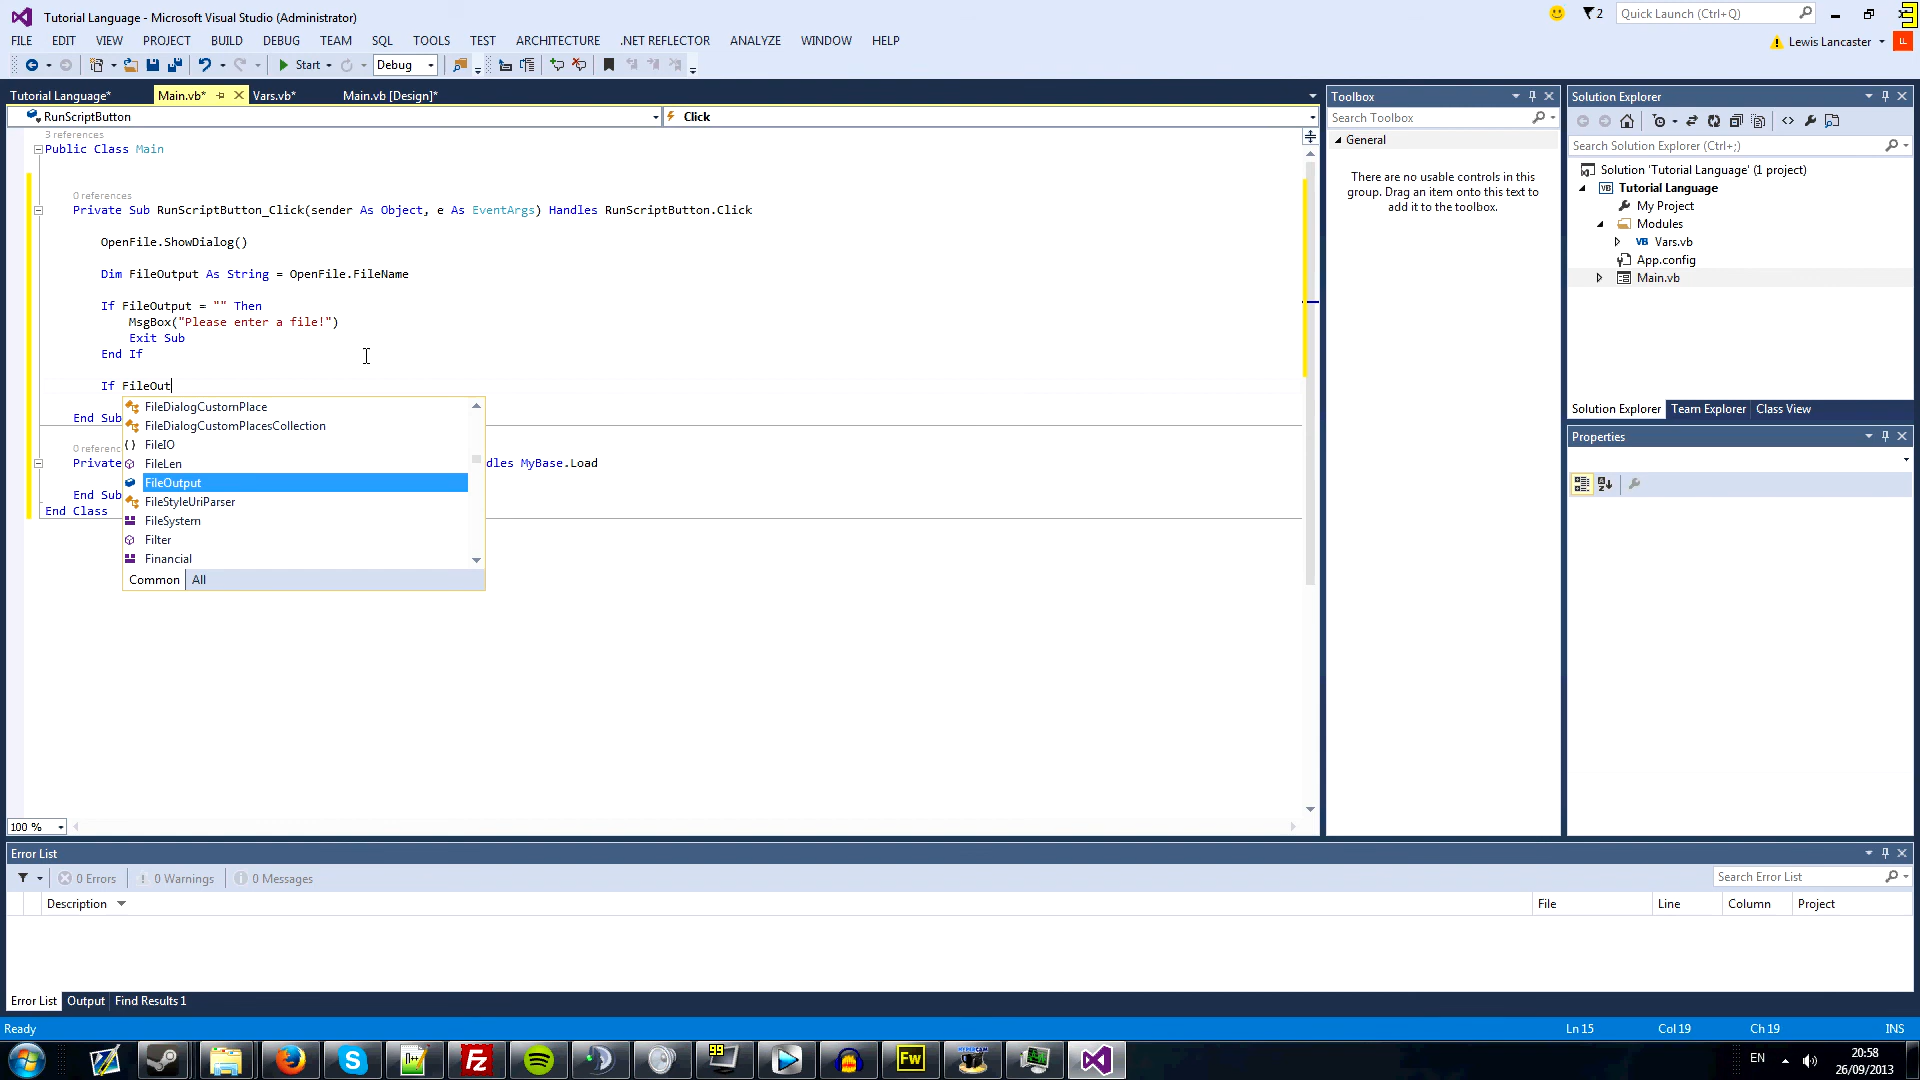 Tutorial Language - Microsoft Visual Studio (Administrator)
2
Quick Launch (Ctrl+Q)
FILE EDIT VIEW PROJECT BUILD DEBUG TEAM SQL TOOLS TEST ARCHITECTURE .NET REFLECTOR ANALYZE WINDOW HELP
Lewis Lancaster
LL
Start
Debug
Tutorial Language*
Main.vb*
Vars.vb*
Main.vb [Design]*
RunScriptButton
Click
3 references
Public Class Main
0 references
Private Sub RunScriptButton_Click(sender As Object, e As EventArgs) Handles RunScriptButton.Click
OpenFile.ShowDialog()
Dim FileOutput As String = OpenFile.FileName
If FileOutput = "" Then
MsgBox("Please enter a file!")
Exit Sub
End If
If FileOut
End Sub
0 referenc
Private
dles MyBase.Load
End Sub
End Class
FileDialogCustomPlace
FileDialogCustomPlacesCollection
FileIO
FileLen
FileOutput
FileStyleUriParser
FileSystem
Filter
Financial
Common
All
100 %
Toolbox
Search Toolbox
General
There are no usable controls in this
group. Drag an item onto this text to
add it to the toolbox.
Solution Explorer
Search Solution Explorer (Ctrl+;)
Solution 'Tutorial Language' (1 project)
Tutorial Language
My Project
Modules
Vars.vb
App.config
Main.vb
Solution Explorer
Team Explorer
Class View
Properties
Error List
0 Errors
0 Warnings
0 Messages
Search Error List
Description
File
Line
Column
Project
Error List
Output
Find Results 1
Ready
Ln 15
Col 19
Ch 19
INS
99
Fw
EN
20:58
26/09/2013